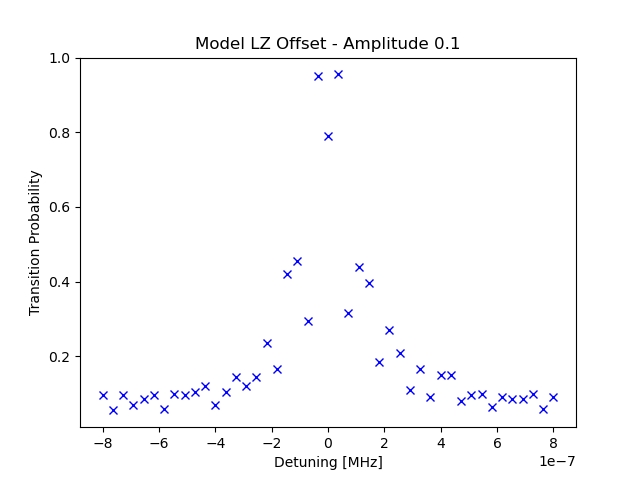 Model LZ Offset - Amplitude 0.1
1.0
0.8
0.6
0.4
0.2
Transition Probability
−8 −6 −4 −2 0 2 4 6 8
1e−7
Detuning [MHz]